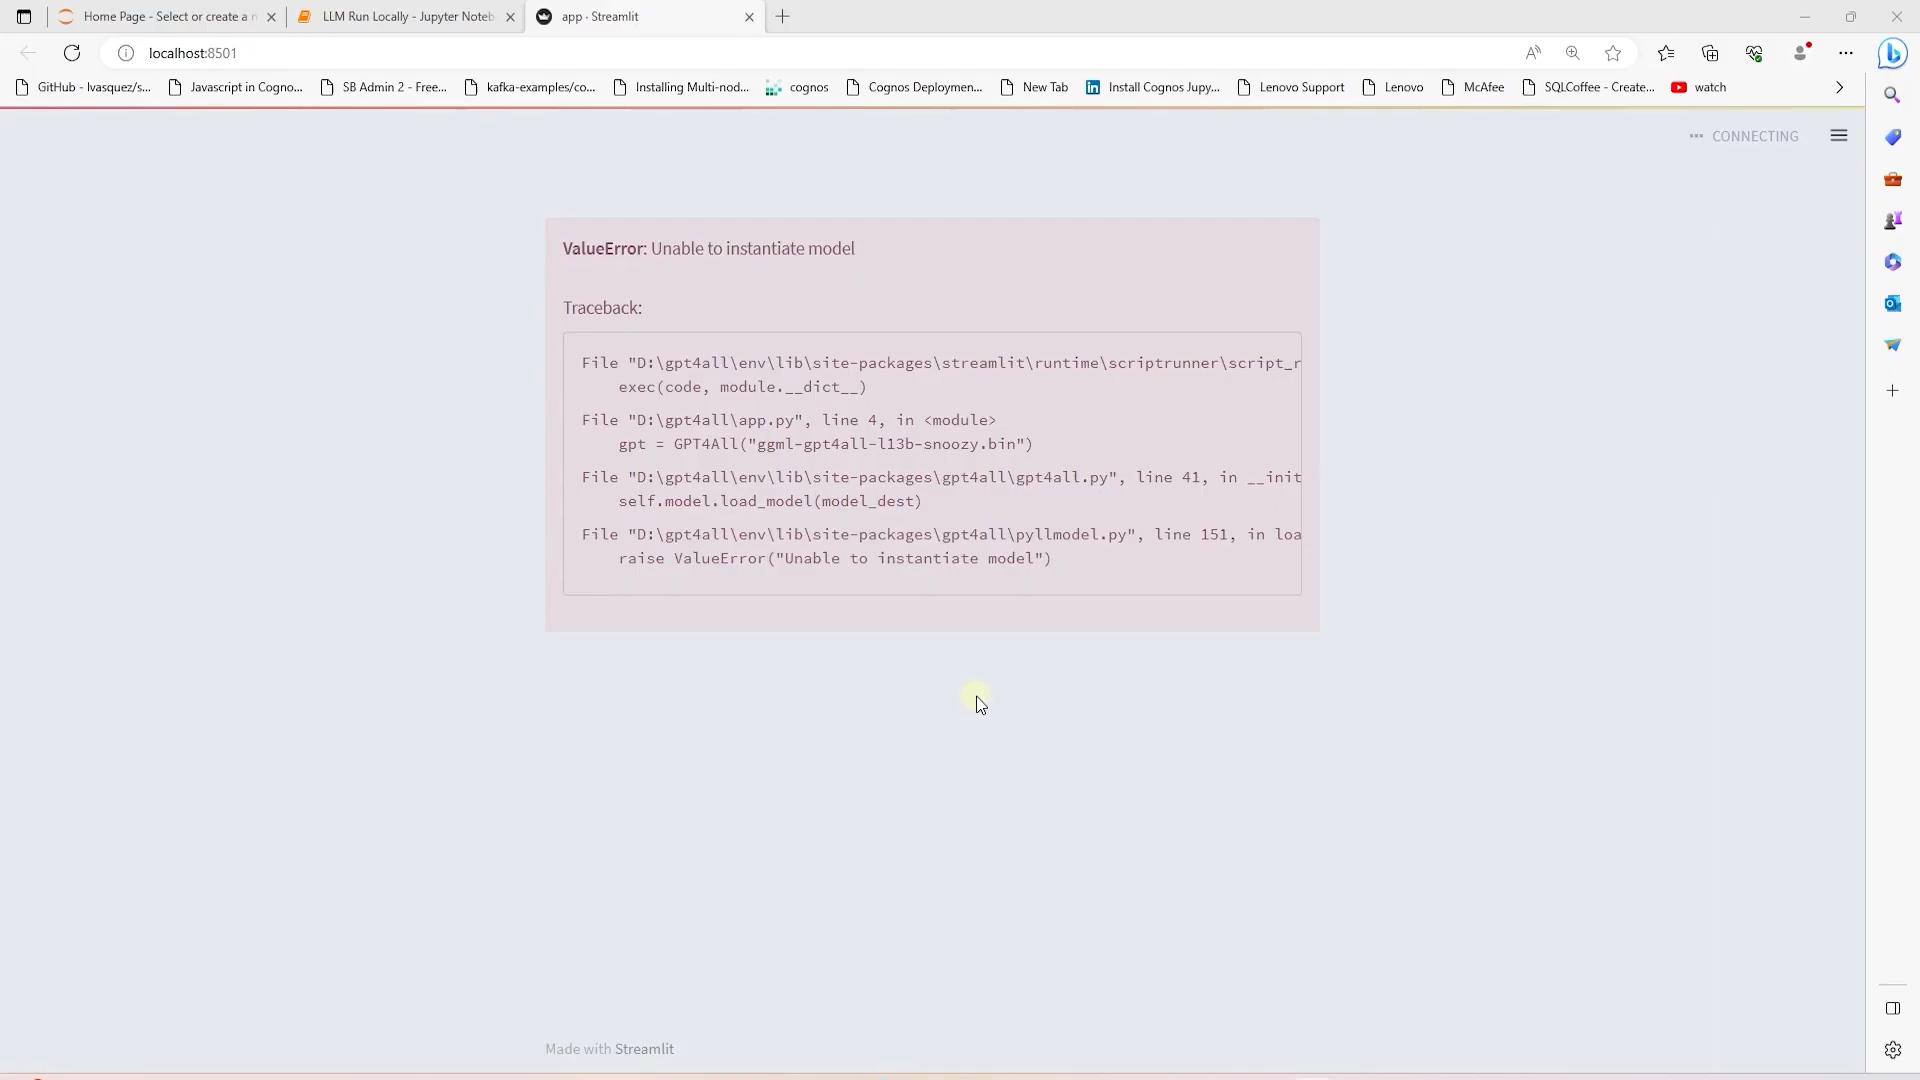 Home Page - Select or create a n
LLM Run Locally - Jupyter Noteb
app · Streamlit
localhost:8501
GitHub - lvasquez/s...
Javascript in Cogno...
SB Admin 2 - Free...
kafka-examples/co...
Installing Multi-nod...
cognos
Cognos Deploymen...
New Tab
Install Cognos Jupy...
Lenovo Support
Lenovo
McAfee
SQLCoffee - Create...
watch
CONNECTING
ValueError: Unable to instantiate model
Traceback:
File "D:\gpt4all\env\lib\site-packages\streamlit\runtime\scriptrunner\script_r
exec(code, module.__dict__)
File "D:\gpt4all\app.py", line 4, in <module>
gpt = GPT4All("ggml-gpt4all-l13b-snoozy.bin")
File "D:\gpt4all\env\lib\site-packages\gpt4all\gpt4all.py", line 41, in __init
self.model.load_model(model_dest)
File "D:\gpt4all\env\lib\site-packages\gpt4all\pyllmodel.py", line 151, in loa
raise ValueError("Unable to instantiate model")
Made with Streamlit